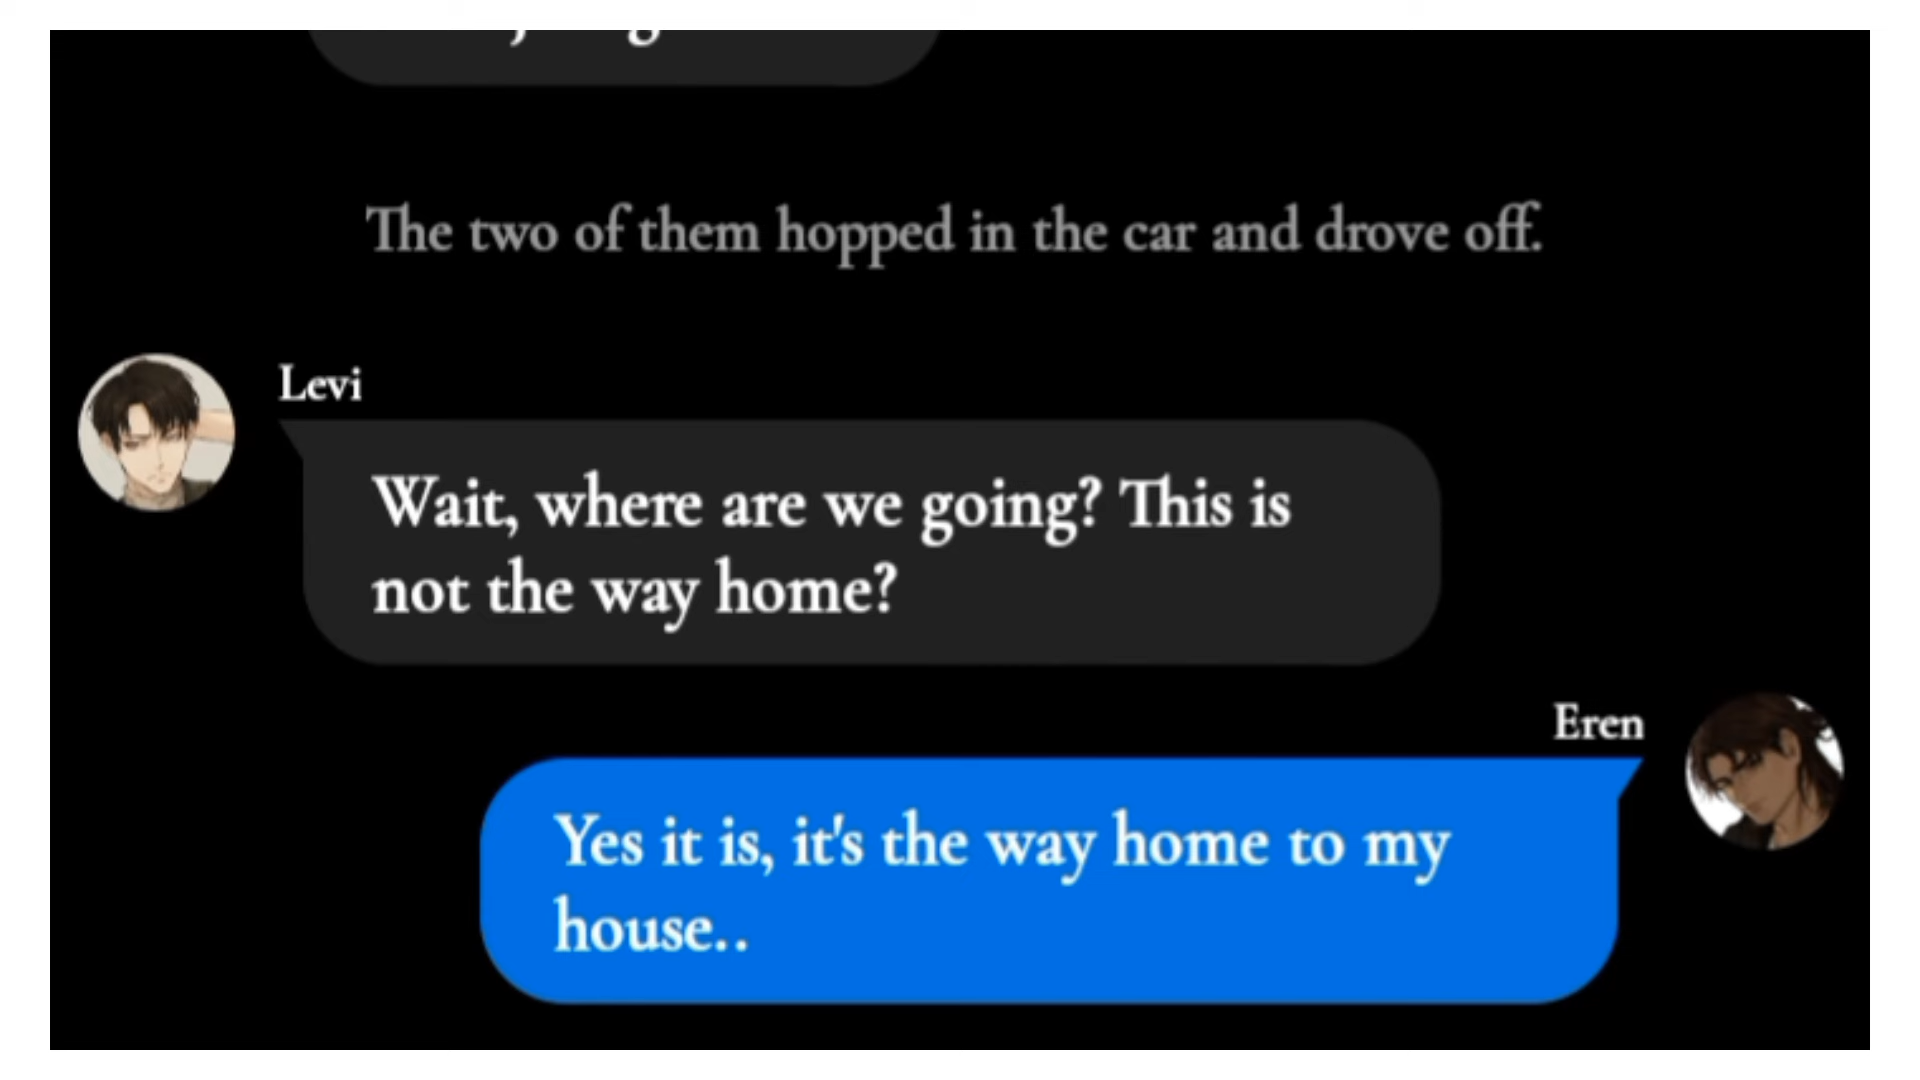 The two of them hopped in the car and drove off.
Levi
Wait, where are we going? This is
not the way home?
Eren
Yes it is, it's the way home to my
house..